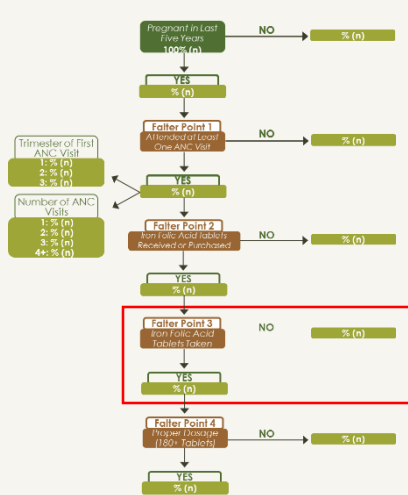 Pregnant in Last
Five Years
100% (n)
NO
% (n)
YES
% (n)
Falter Point 1
Attended at Least
One ANC Visit
NO
% (n)
Trimester of First
ANC Visit
1: % (n)
2: % (n)
3: % (n)
YES
% (n)
Number of ANC
Visits
1: % (n)
2: % (n)
3: % (n)
4+: % (n)
Falter Point 2
Iron Folic Acid Tablets
Received or Purchased
NO
% (n)
YES
% (n)
Falter Point 3
Iron Folic Acid
Tablets Taken
NO
% (n)
YES
% (n)
Falter Point 4
Proper Dosage
(180+ Tablets)
NO
% (n)
YES
% (n)